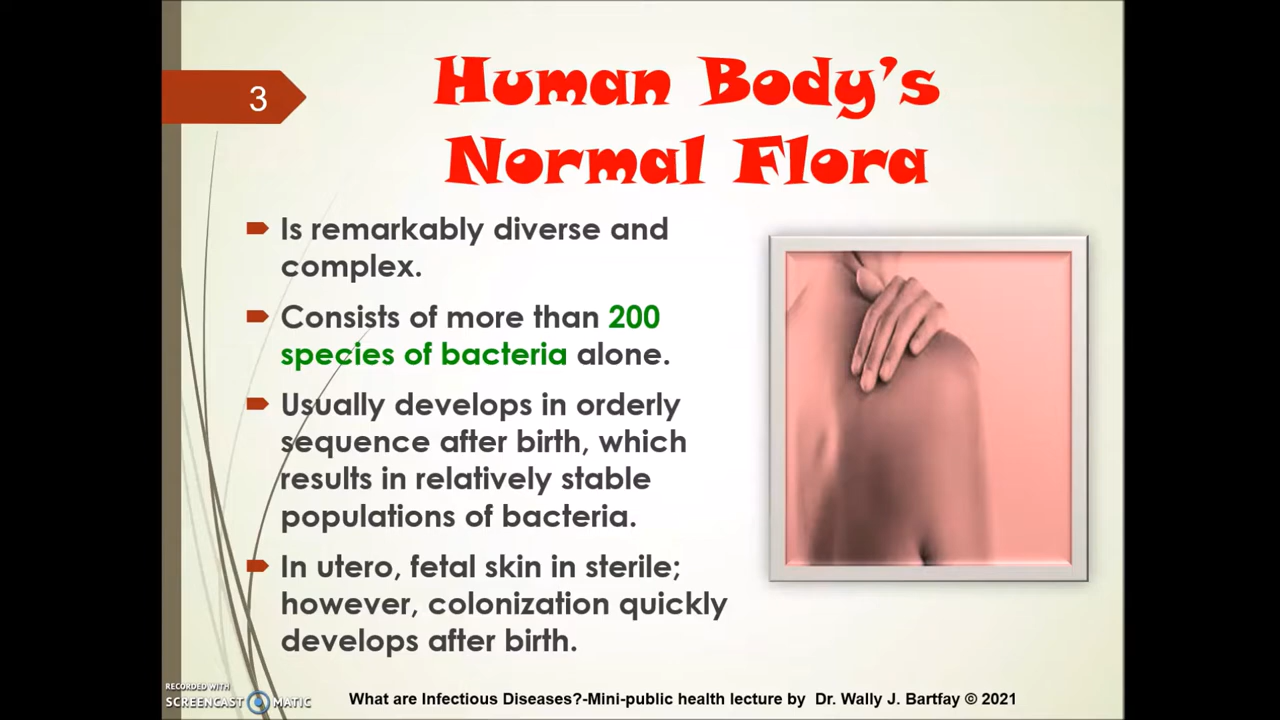 3
Human Body's
Normal Flora
Is remarkably diverse and
complex.
Consists of more than 200
species of bacteria alone.
Usually develops in orderly
sequence after birth, which
results in relatively stable
populations of bacteria.
In utero, fetal skin in sterile;
however, colonization quickly
develops after birth.
RECORDED WITH
SCREENCAST MATIC
What are Infectious Diseases?-Mini-public health lecture by Dr. Wally J. Bartfay © 2021